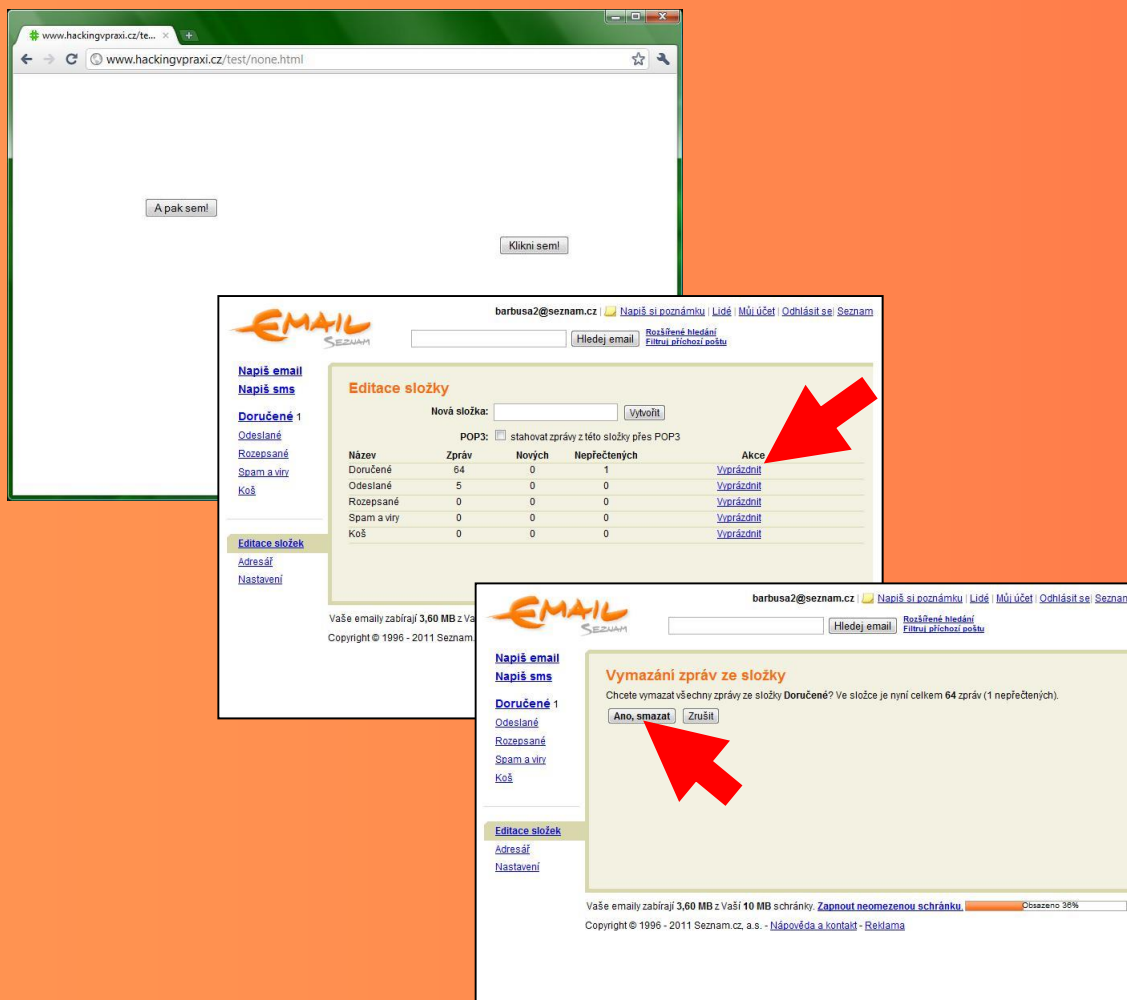 www.hackingvpraxi.cz/te...
www.hackingvpraxi.cz/test/none.html
A pak sem!
Klikni sem!
EMAIL
SEZNAM
barbusa2@seznam.cz | Napiš si poznámku | Lidé | Můj účet | Odhlásit se | Seznam
Hledej email
Rozšířené hledání
Filtruj příchozí poštu
Napiš email
Napiš sms
Doručené 1
Odeslané
Rozepsané
Spam a viry
Koš
Editace složek
Adresář
Nastavení
Editace složky
Nová složka: Vytvořit
POP3: stahovat zprávy z této složky přes POP3
Název Zpráv Nových Nepřečtených Akce
Doručené 64 0 1 Vyprázdnit
Odeslané 5 0 0 Vyprázdnit
Rozepsané 0 0 0 Vyprázdnit
Spam a viry 0 0 0 Vyprázdnit
Koš 0 0 0 Vyprázdnit
Vaše emaily zabírají 3,60 MB z Va
Copyright © 1996 - 2011 Seznam.
EMAIL
SEZNAM
barbusa2@seznam.cz | Napiš si poznámku | Lidé | Můj účet | Odhlásit se | Seznam
Hledej email
Rozšířené hledání
Filtruj příchozí poštu
Napiš email
Napiš sms
Doručené 1
Odeslané
Rozepsané
Spam a viry
Koš
Editace složek
Adresář
Nastavení
Vymazání zpráv ze složky
Chcete vymazat všechny zprávy ze složky Doručené? Ve složce je nyní celkem 64 zpráv (1 nepřečtených).
Ano, smazat Zrušit
Vaše emaily zabírají 3,60 MB z Vaší 10 MB schránky. Zapnout neomezenou schránku. Obsazeno 36%
Copyright © 1996 - 2011 Seznam.cz, a.s. - Nápověda a kontakt - Reklama